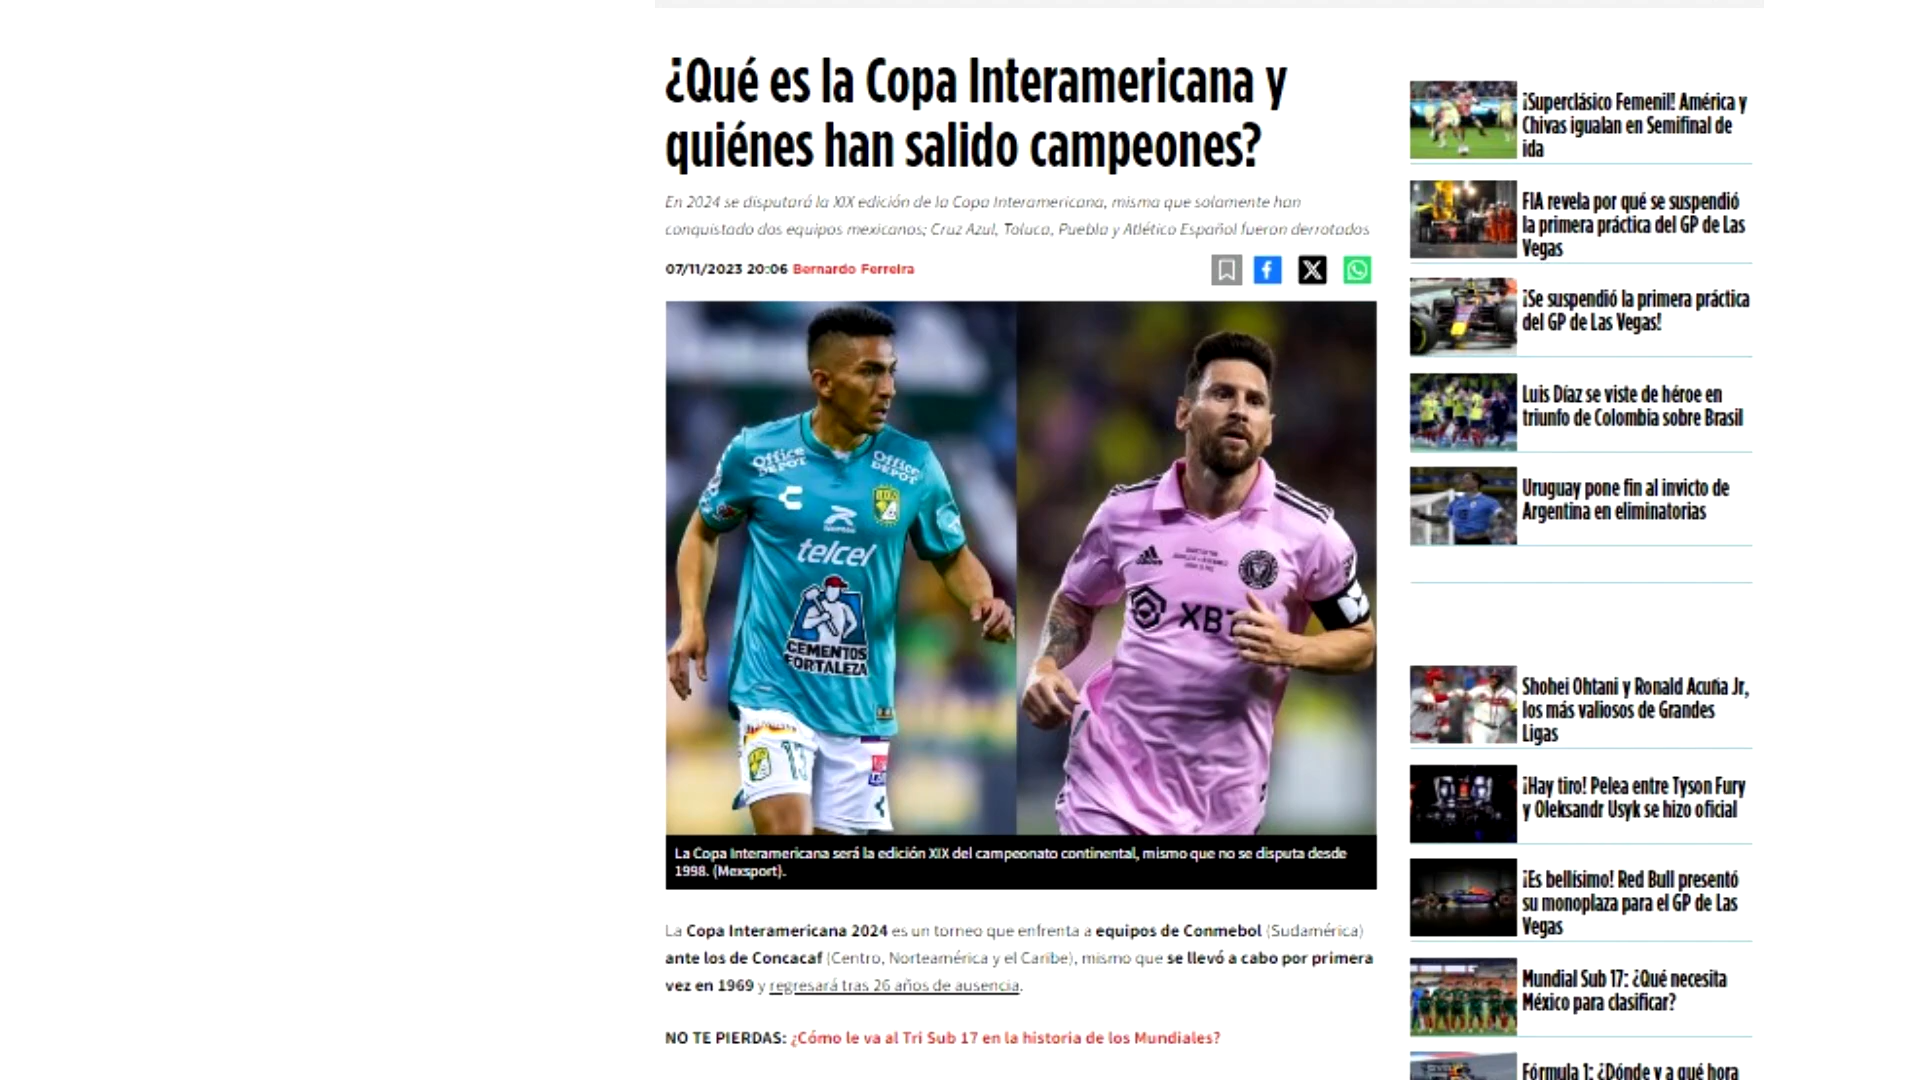 ¿Qué es la Copa Interamericana y
quiénes han salido campeones?
En 2024 se disputará la XIX edición de la Copa Interamericana, misma que solamente han
conquistado dos equipos mexicanos; Cruz Azul, Toluca, Puebla y Atlético Español fueron derrotados
07/11/2023 20:06 Bernardo Ferreira
Office DEPOT
Office DEPOT
telcel
CEMENTOS
FORTALEZA
13
XBT
La Copa Interamericana será la edición XIX del campeonato continental, mismo que no se disputa desde
1998. (Mexsport).
La Copa Interamericana 2024 es un torneo que enfrenta a equipos de Conmebol (Sudamérica)
ante los de Concacaf (Centro, Norteamérica y el Caribe), mismo que se llevó a cabo por primera
vez en 1969 y regresará tras 26 años de ausencia.
NO TE PIERDAS: ¿Cómo le va al Tri Sub 17 en la historia de los Mundiales?
¡Superclásico Femenil! América y
Chivas igualan en Semifinal de
ida
FIA revela por qué se suspendió
la primera práctica del GP de Las
Vegas
¡Se suspendió la primera práctica
del GP de Las Vegas!
Luis Díaz se viste de héroe en
triunfo de Colombia sobre Brasil
Uruguay pone fin al invicto de
Argentina en eliminatorias
Shohei Ohtani y Ronald Acuña Jr,
los más valiosos de Grandes
Ligas
¡Hay tiro! Pelea entre Tyson Fury
y Oleksandr Usyk se hizo oficial
¡Es bellísimo! Red Bull presentó
su monoplaza para el GP de Las
Vegas
Mundial Sub 17: ¿Qué necesita
México para clasificar?
Fórmula 1: ¿Dónde y a qué hora